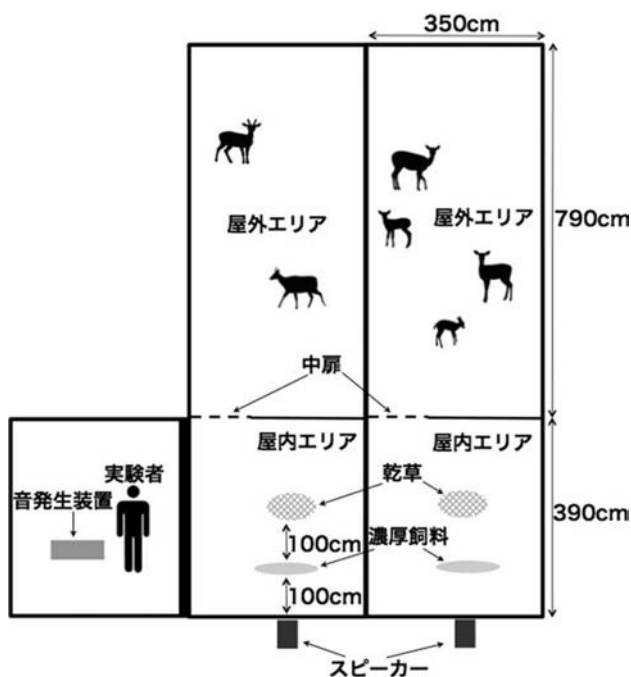 350cm
屋外エリア
屋外エリア
790cm
中扉
屋内エリア
屋内エリア
実験者
音発生装置
乾草
390cm
100cm
濃厚飼料
100cm
スピーカー